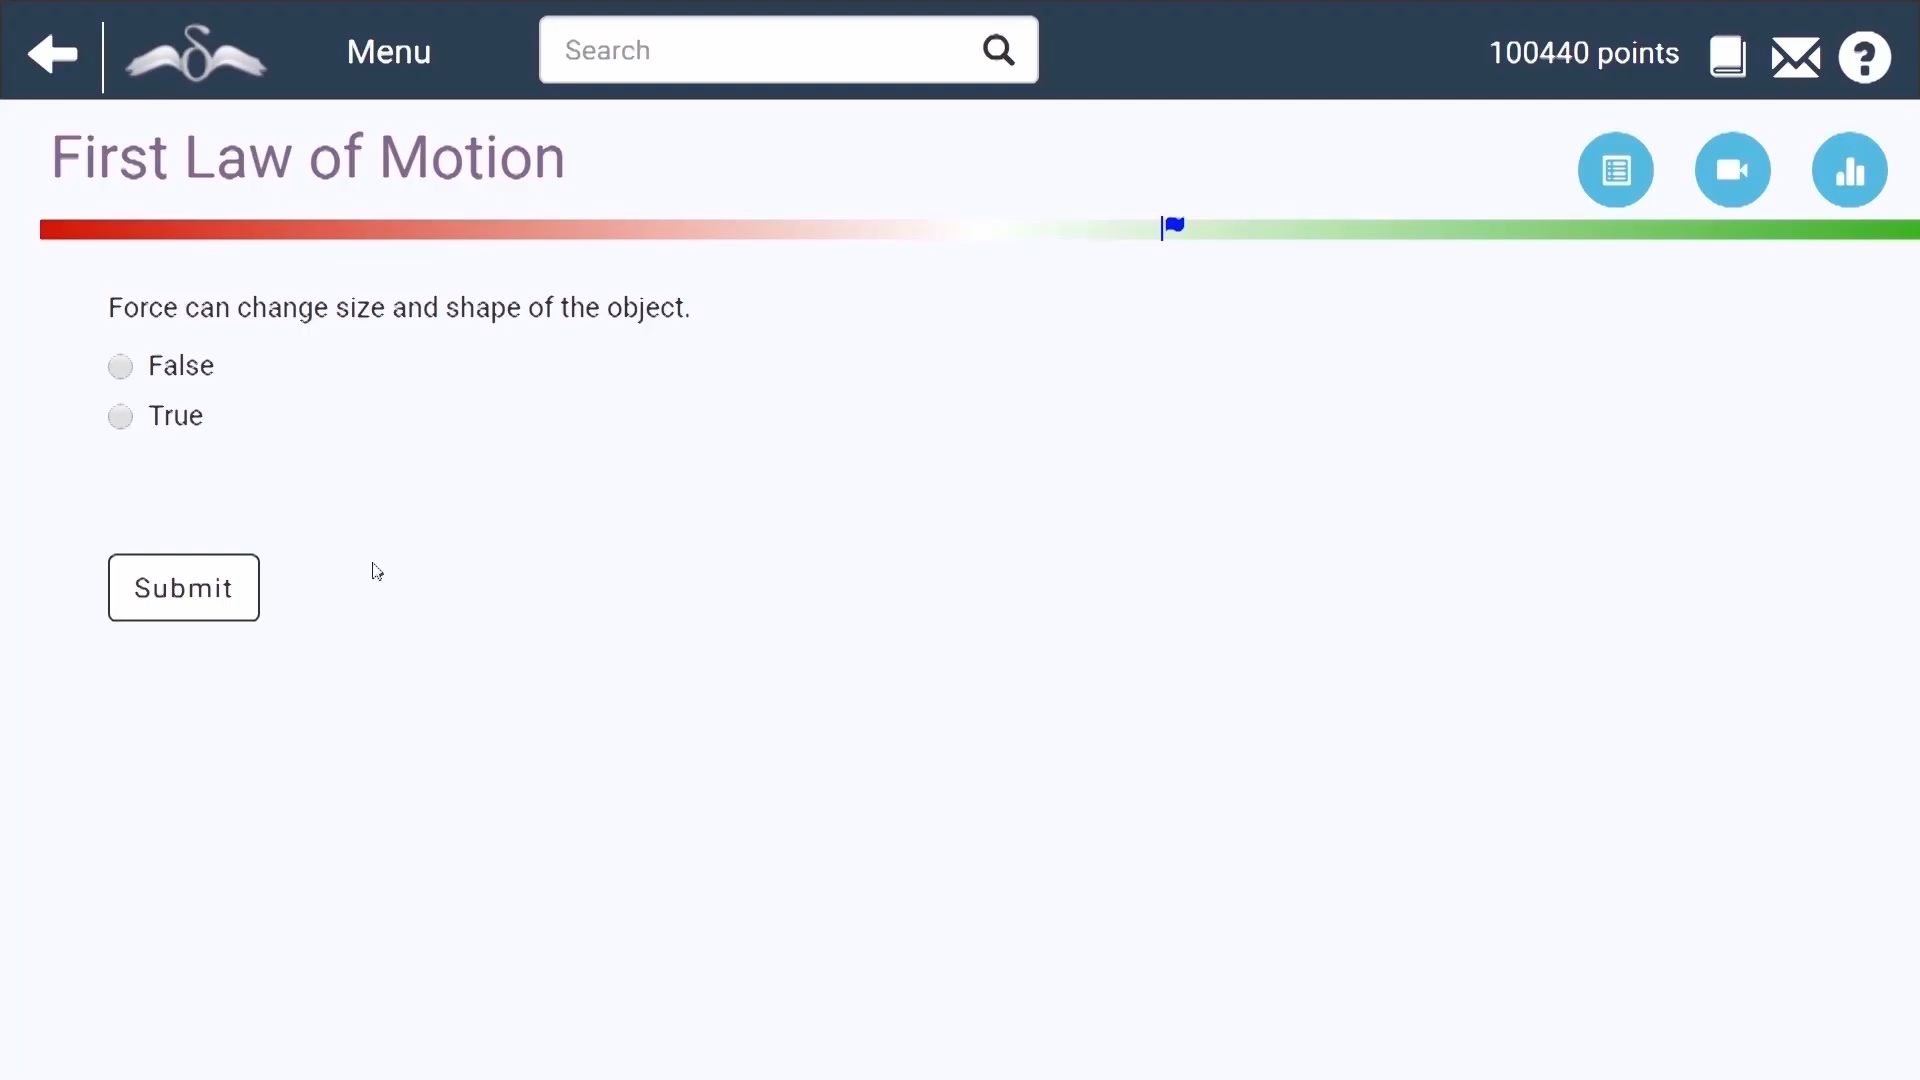 Menu
Search
100440 points
First Law of Motion
Force can change size and shape of the object.
False
True
Submit